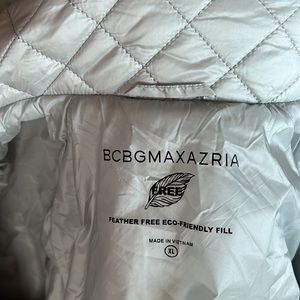 BCBGMAXAZRIA
FREE
FEATHER FREE ECO-FRIENDLY FILL
MADE IN VIETNAM
XL